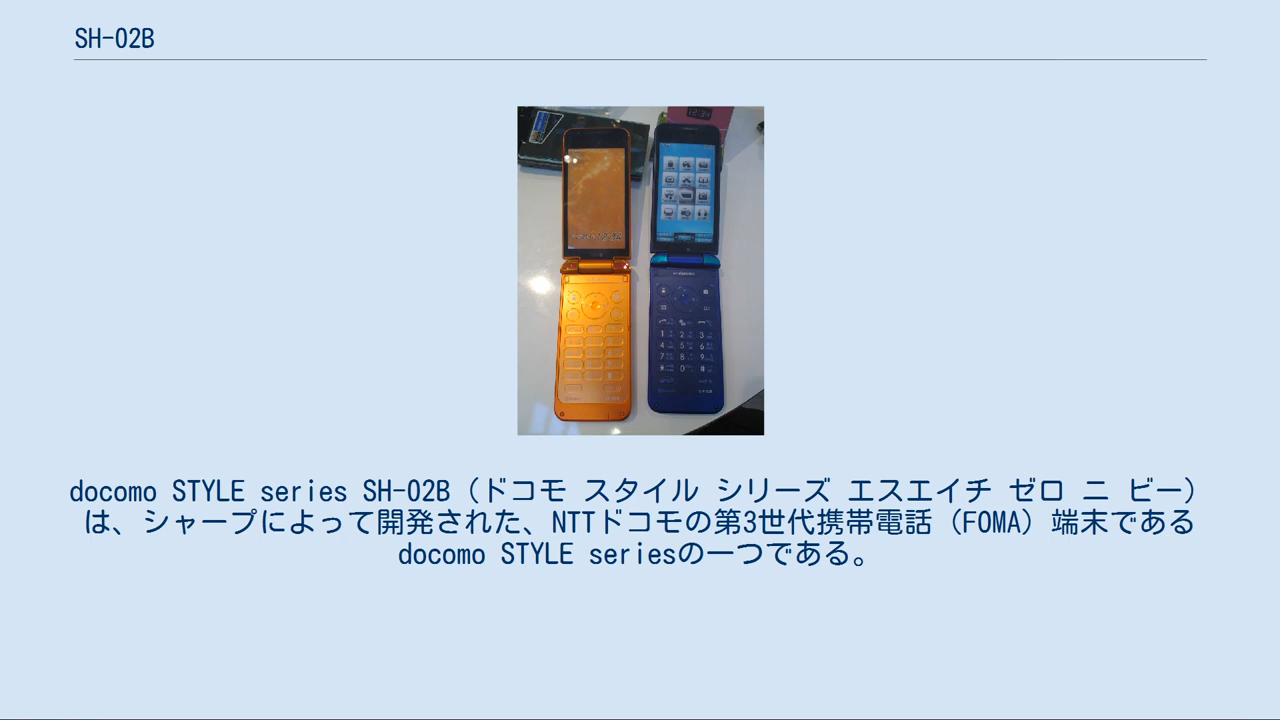 SH-02B
docomo STYLE series SH-02B（ドコモ スタイル シリーズ エスエイチ ゼロ ニ ビー）
は、シャープによって開発された、NTTドコモの第3世代携帯電話（FOMA）端末である
docomo STYLE seriesの一つである。